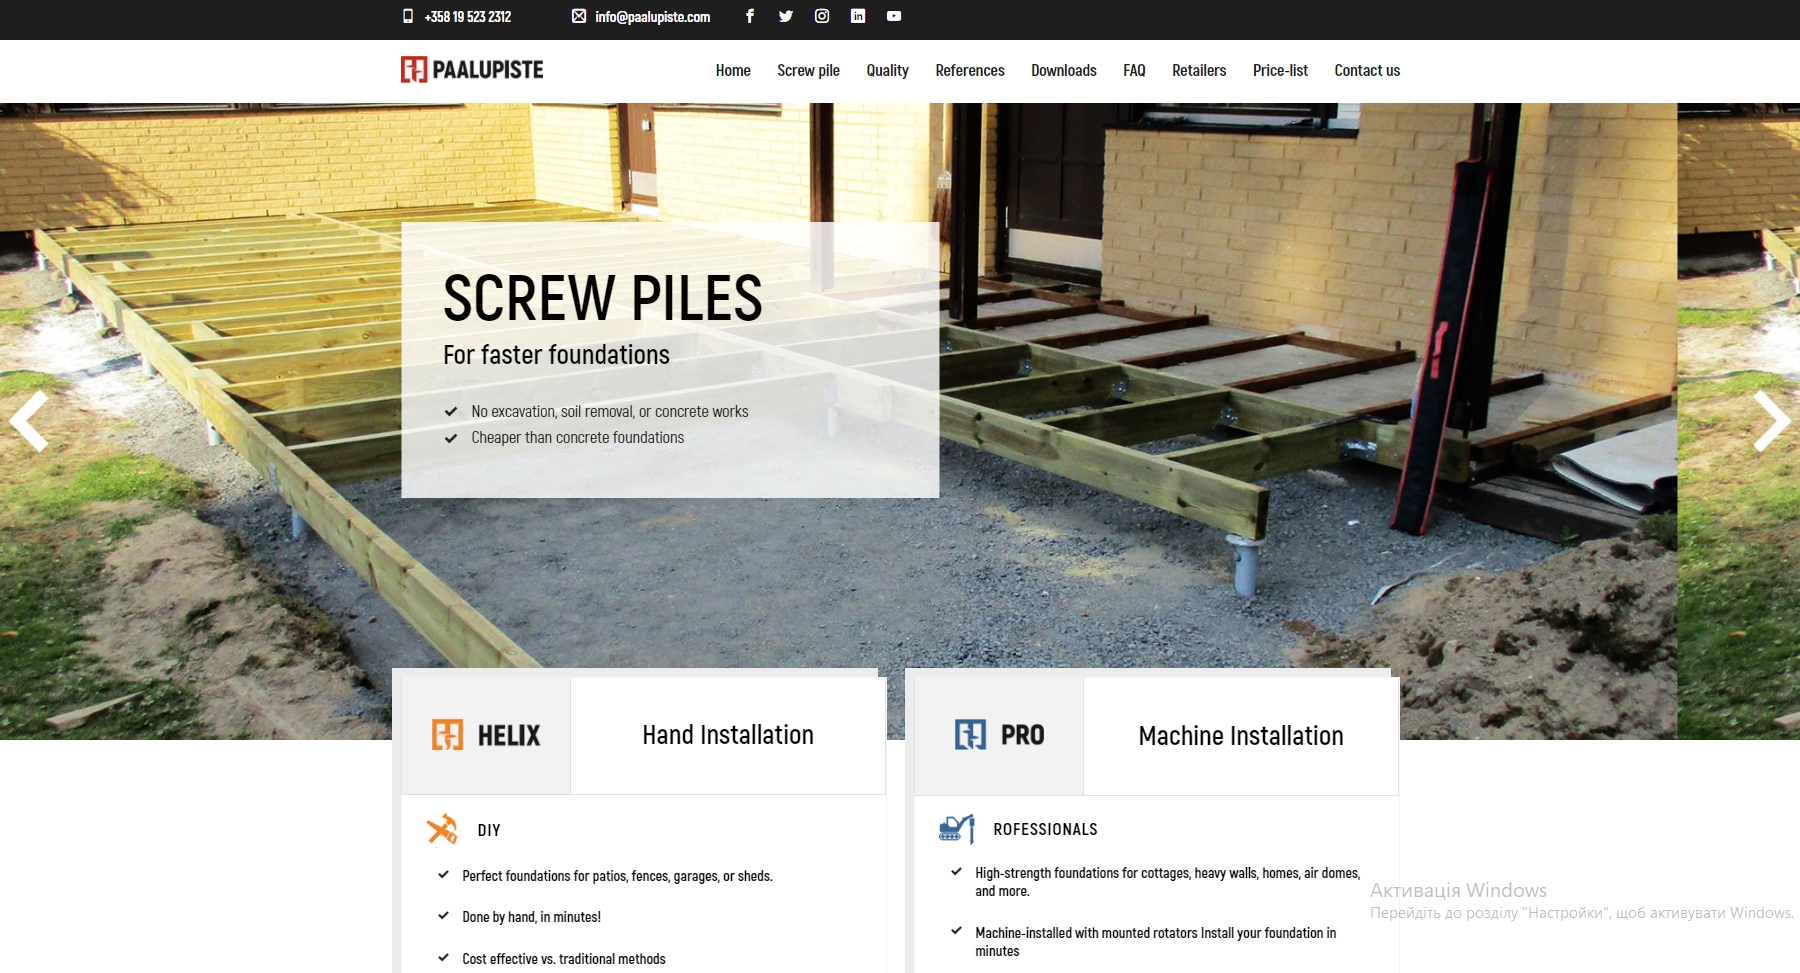 +358 19 523 2312
info@paalupiste.com
PAALUPISTE
Home
Screw pile
Quality
References
Downloads
FAQ
Retailers
Price-list
Contact us
SCREW PILES
For faster foundations
No excavation, soil removal, or concrete works
Cheaper than concrete foundations
HELIX
Hand Installation
DIY
Perfect foundations for patios, fences, garages, or sheds.
Done by hand, in minutes!
Cost effective vs. traditional methods
PRO
Machine Installation
ROFESSIONALS
High-strength foundations for cottages, heavy walls, homes, air domes,
and more.
Machine-installed with mounted rotators Install your foundation in
minutes
Активація Windows
Перейдіть до розділу "Настройки", щоб активувати Windows.